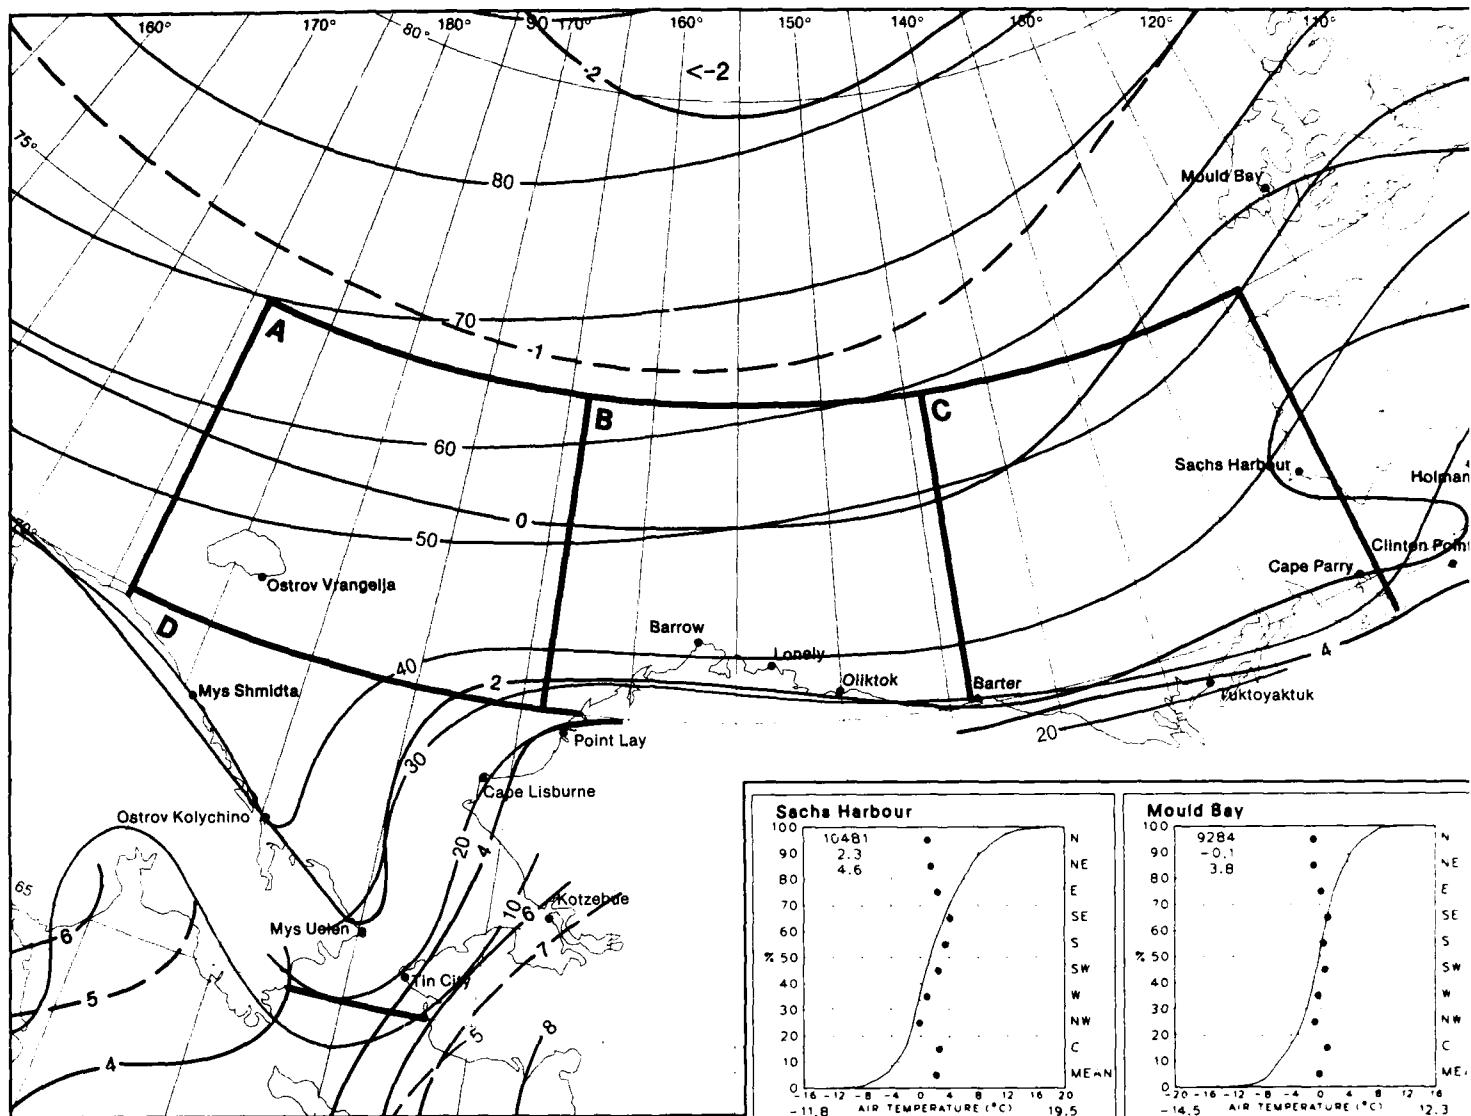 160° 170° 180° 80° 90 170° 160° 150° 140° 130° 120° 110°
-2 <-2
75°
80
Mould Bay
70
-1
A
B
C
60
Sachs Harbour
Holman
0
50
Clinton Point
Cape Parry
Ostrov Vrangelja
D
Barrow
Lonely
40
2
Oliktok
Barter
4
Tuktoyaktuk
20
Mys Shmidta
Point Lay
30
Cape Lisburne
Ostrov Kolychino
20
4
65
10
Kotzebue
6
6
7
Mys Uelen
Tin City
5
5
8
4
Sachs Harbour
100
90
80
70
60
% 50
40
30
20
10
0
10481
2.3
4.6
N
NE
E
SE
S
SW
W
NW
C
MEAN
-16 -12 -8 -4 0 4 8 12 16 20
-11.8 AIR TEMPERATURE (°C) 19.5
Mould Bay
100
90
80
70
60
% 50
40
30
20
10
0
9284
-0.1
3.8
N
NE
E
SE
S
SW
W
NW
C
-20 -16 -12 -8 -4 0 4 8 12 16
-14.5 AIR TEMPERATURE (°C) 12.3